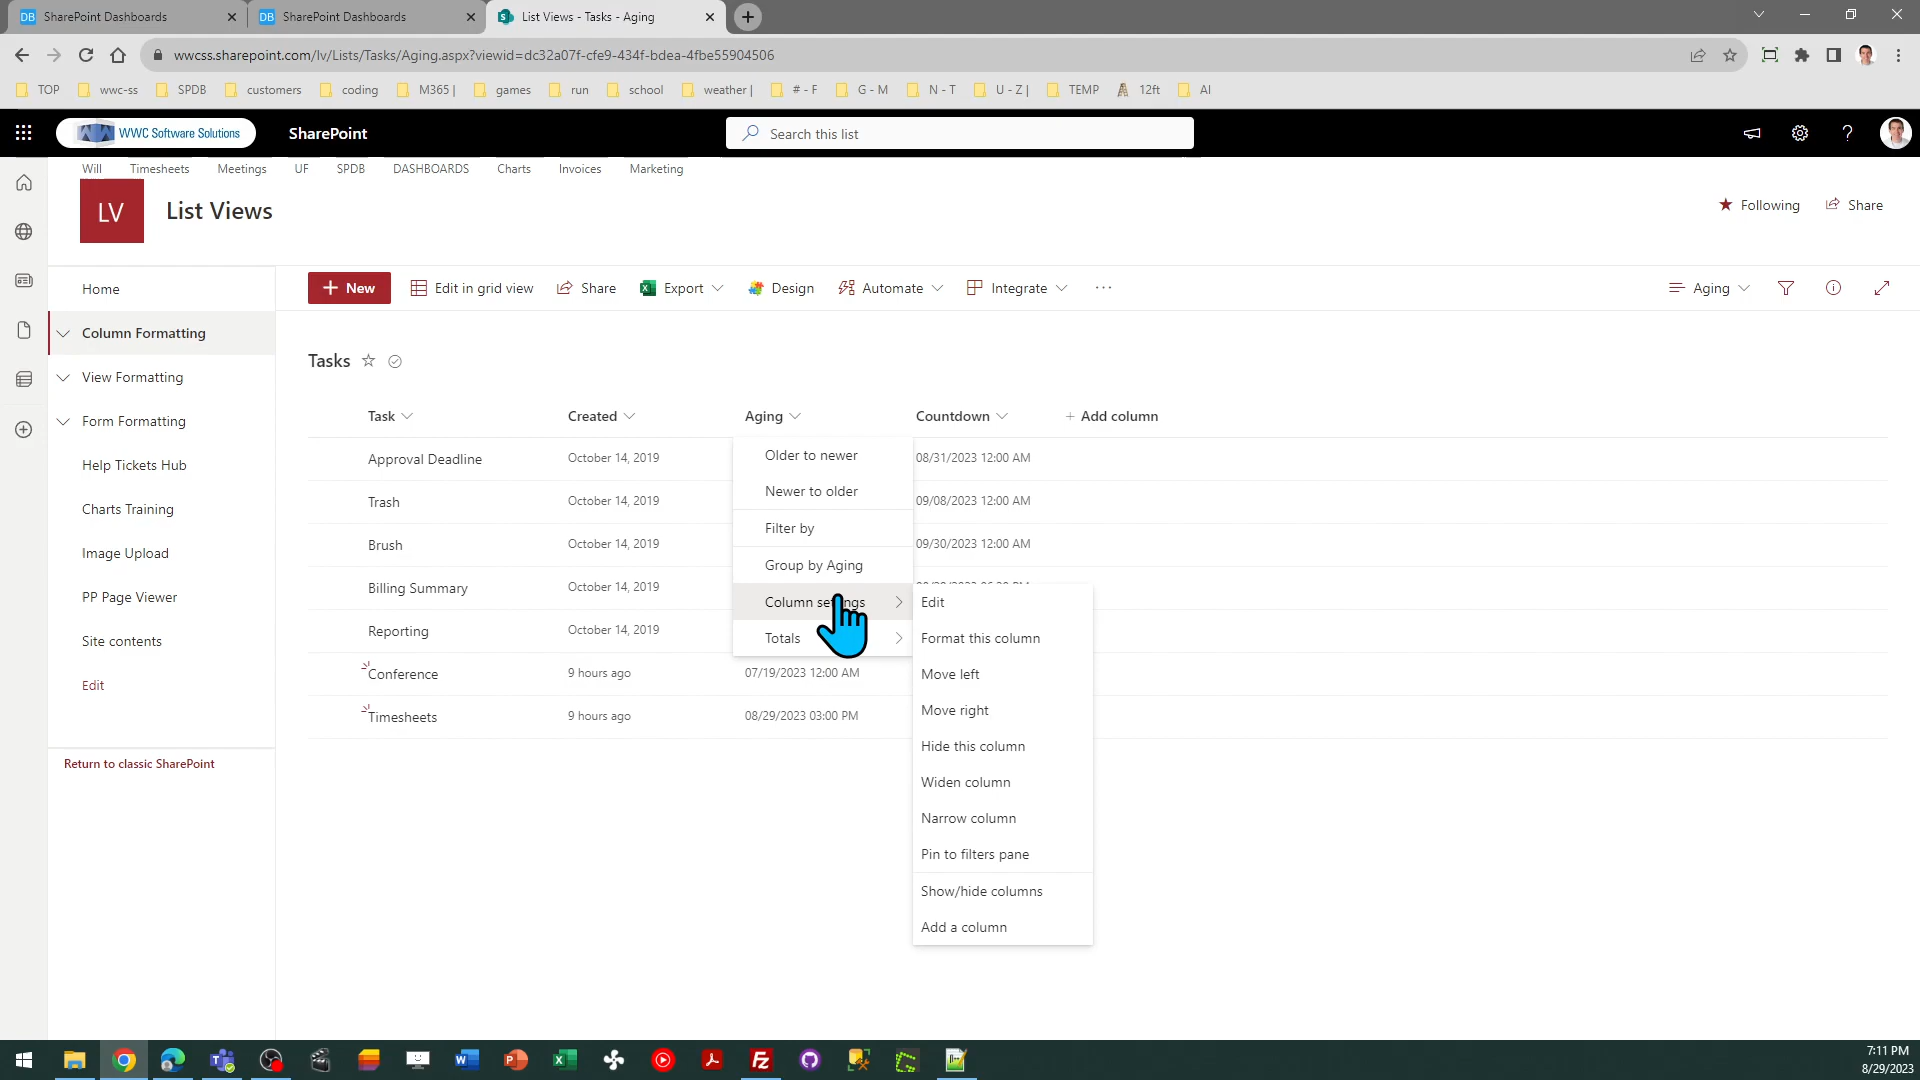 SharePoint Dashboards
SharePoint Dashboards
List Views - Tasks - Aging
wwcss.sharepoint.com/lv/Lists/Tasks/Aging.aspx?viewid=dc32a07f-cfe9-434f-bdea-4fbe55904506
TOP wwc-ss SPDB customers coding M365 | games run school weather | # - F G - M N - T U - Z | TEMP 12ft AI
WWC Software Solutions
SharePoint
Search this list
Will Timesheets Meetings UF SPDB DASHBOARDS Charts Invoices Marketing
LV
List Views
Following
Share
Home
Column Formatting
View Formatting
Form Formatting
Help Tickets Hub
Charts Training
Image Upload
PP Page Viewer
Site contents
Edit
Return to classic SharePoint
New Edit in grid view Share Export Design Automate Integrate ... Aging
Tasks
Task Created Aging Countdown + Add column
Approval Deadline October 14, 2019 08/31/2023 12:00 AM
Trash October 14, 2019 09/08/2023 12:00 AM
Brush October 14, 2019 09/30/2023 12:00 AM
Billing Summary October 14, 2019
Reporting October 14, 2019
Conference 9 hours ago 07/19/2023 12:00 AM
Timesheets 9 hours ago 08/29/2023 03:00 PM
Older to newer
Newer to older
Filter by
Group by Aging
Column settings
Totals
Edit
Format this column
Move left
Move right
Hide this column
Widen column
Narrow column
Pin to filters pane
Show/hide columns
Add a column
7:11 PM
8/29/2023